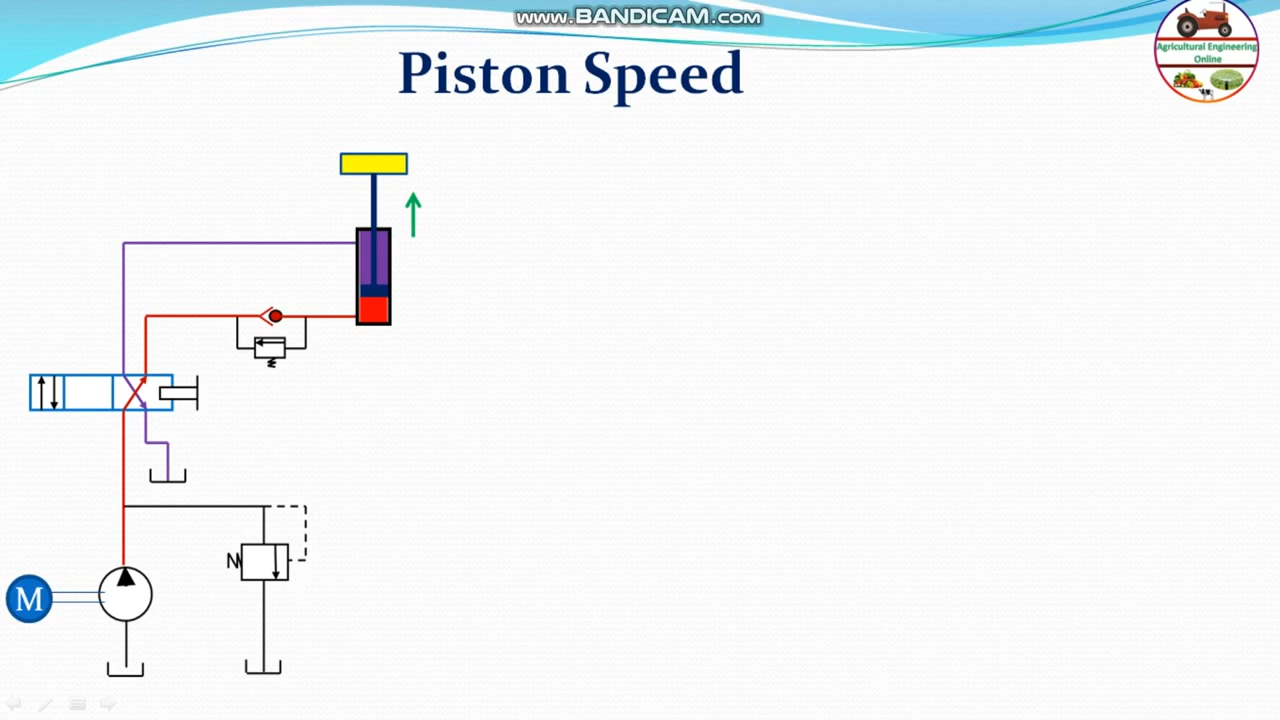 www.BANDICAM.com
Piston Speed
Agricultural Engineering
Online
M